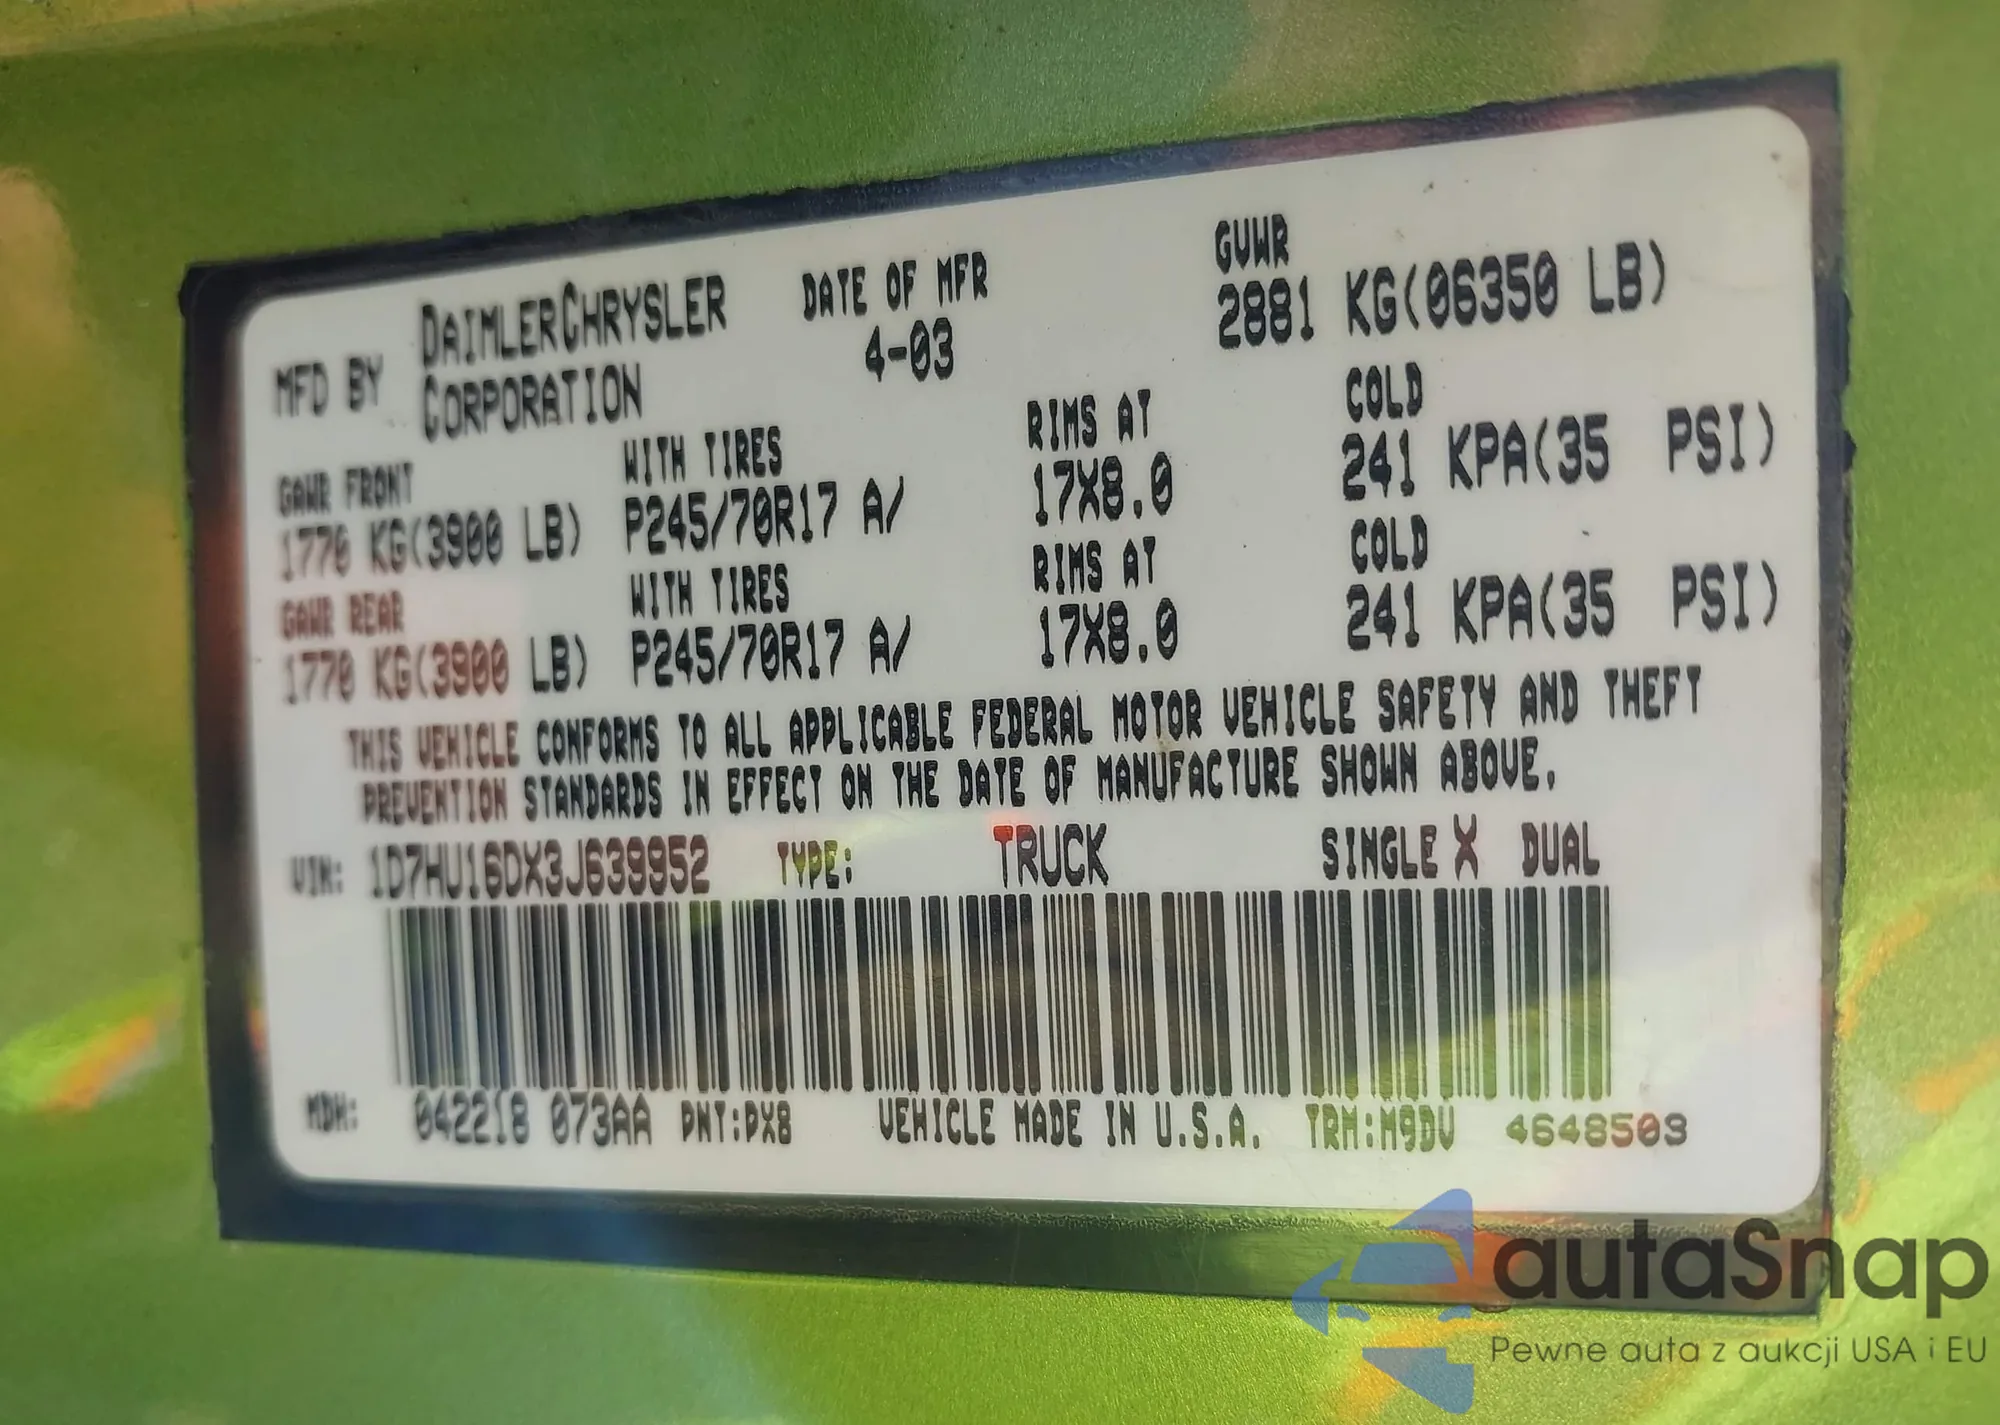 MFD BY DAIMLERCHRYSLER CORPORATION
DATE OF MFR
4-03
GVWR
2881 KG(06350 LB)
GAWR FRONT WITH TIRES RIMS AT COLD
1770 KG(3900 LB) P245/70R17 A/ 17X8.0 241 KPA(35 PSI)
GAWR REAR WITH TIRES RIMS AT COLD
1770 KG(3900 LB) P245/70R17 A/ 17X8.0 241 KPA(35 PSI)
THIS VEHICLE CONFORMS TO ALL APPLICABLE FEDERAL MOTOR VEHICLE SAFETY AND THEFT
PREVENTION STANDARDS IN EFFECT ON THE DATE OF MANUFACTURE SHOWN ABOVE.
VIN: 1D7HU16DX3J639952 TYPE: TRUCK SINGLE X DUAL
MDH: 042218 073AA PNT:PX8 VEHICLE MADE IN U.S.A. TRM:M9DV 4648503
autaSnap
Pewne auta z aukcji USA i EU